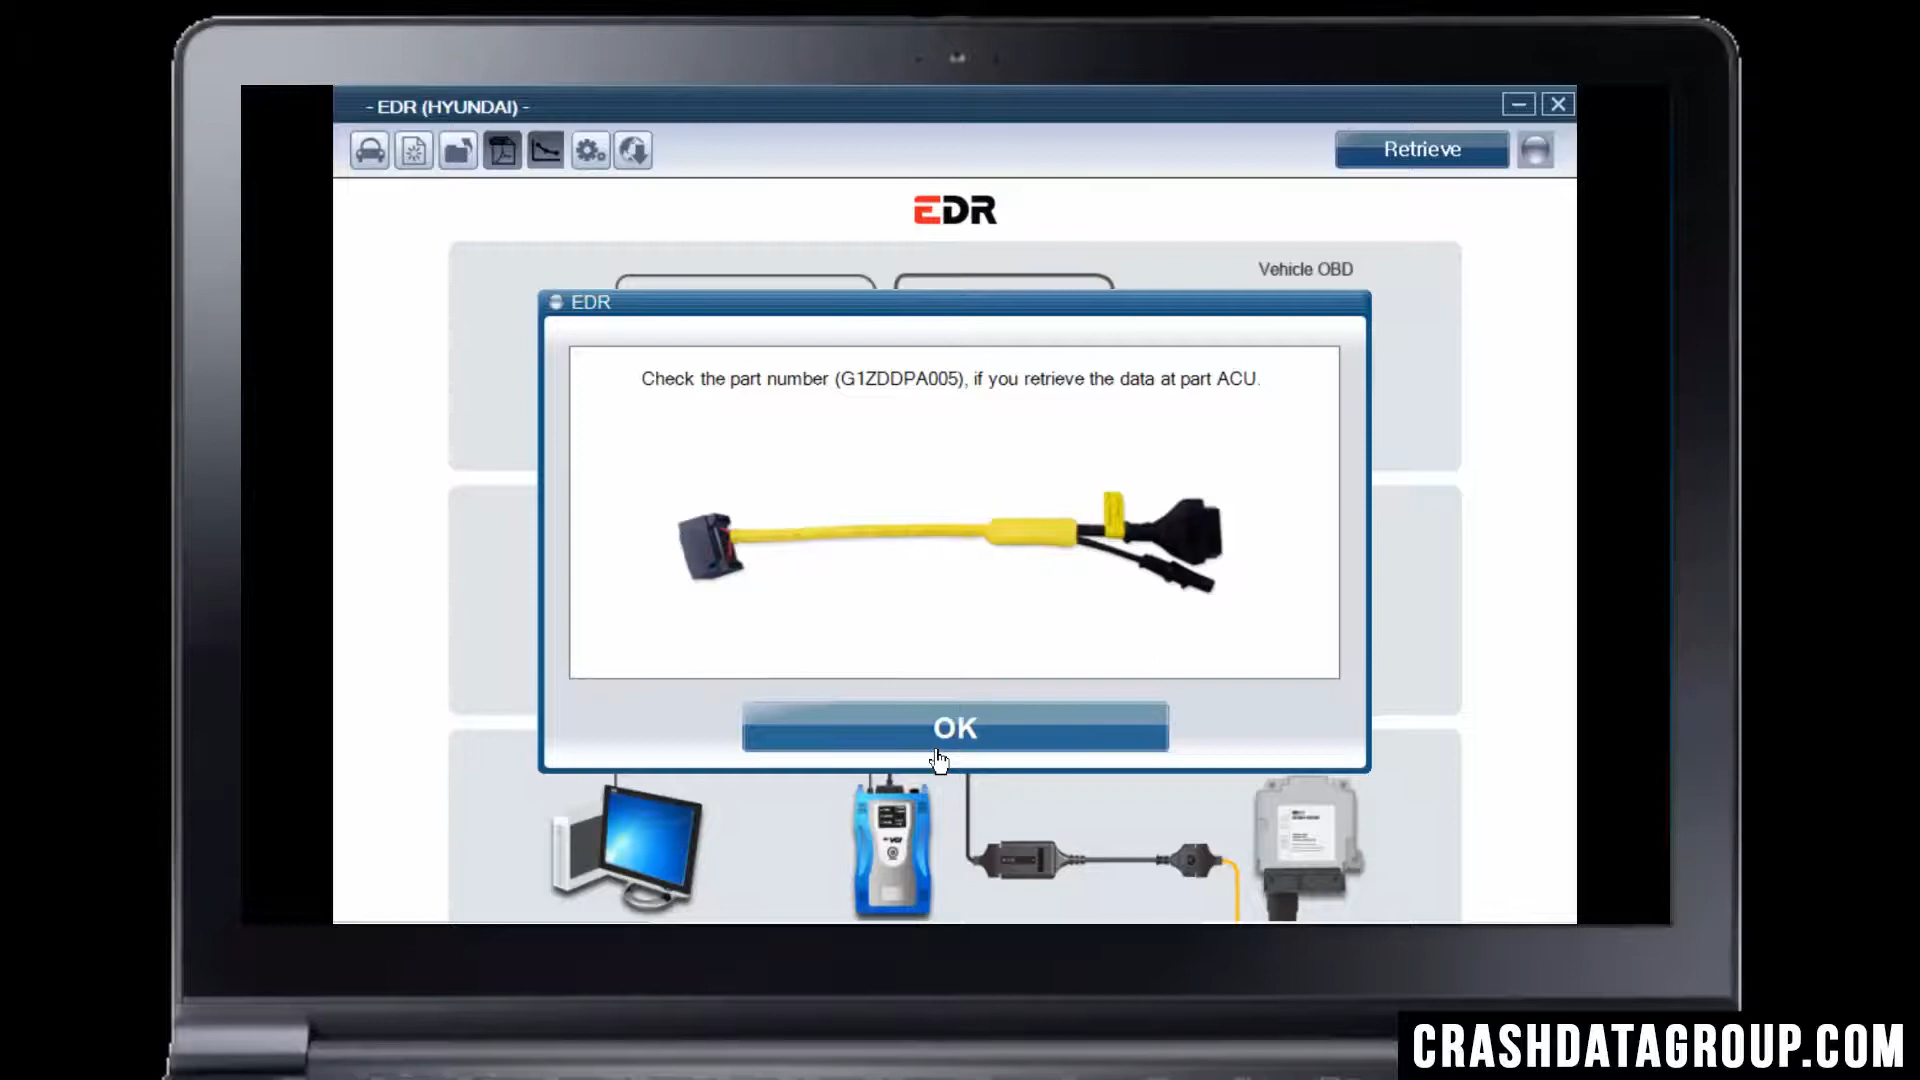 - EDR (HYUNDAI) -
Retrieve
EDR
Vehicle OBD
EDR
Check the part number (G1ZDDPA005), if you retrieve the data at part ACU.
OK
VCI
CRASHDATAGROUP.COM